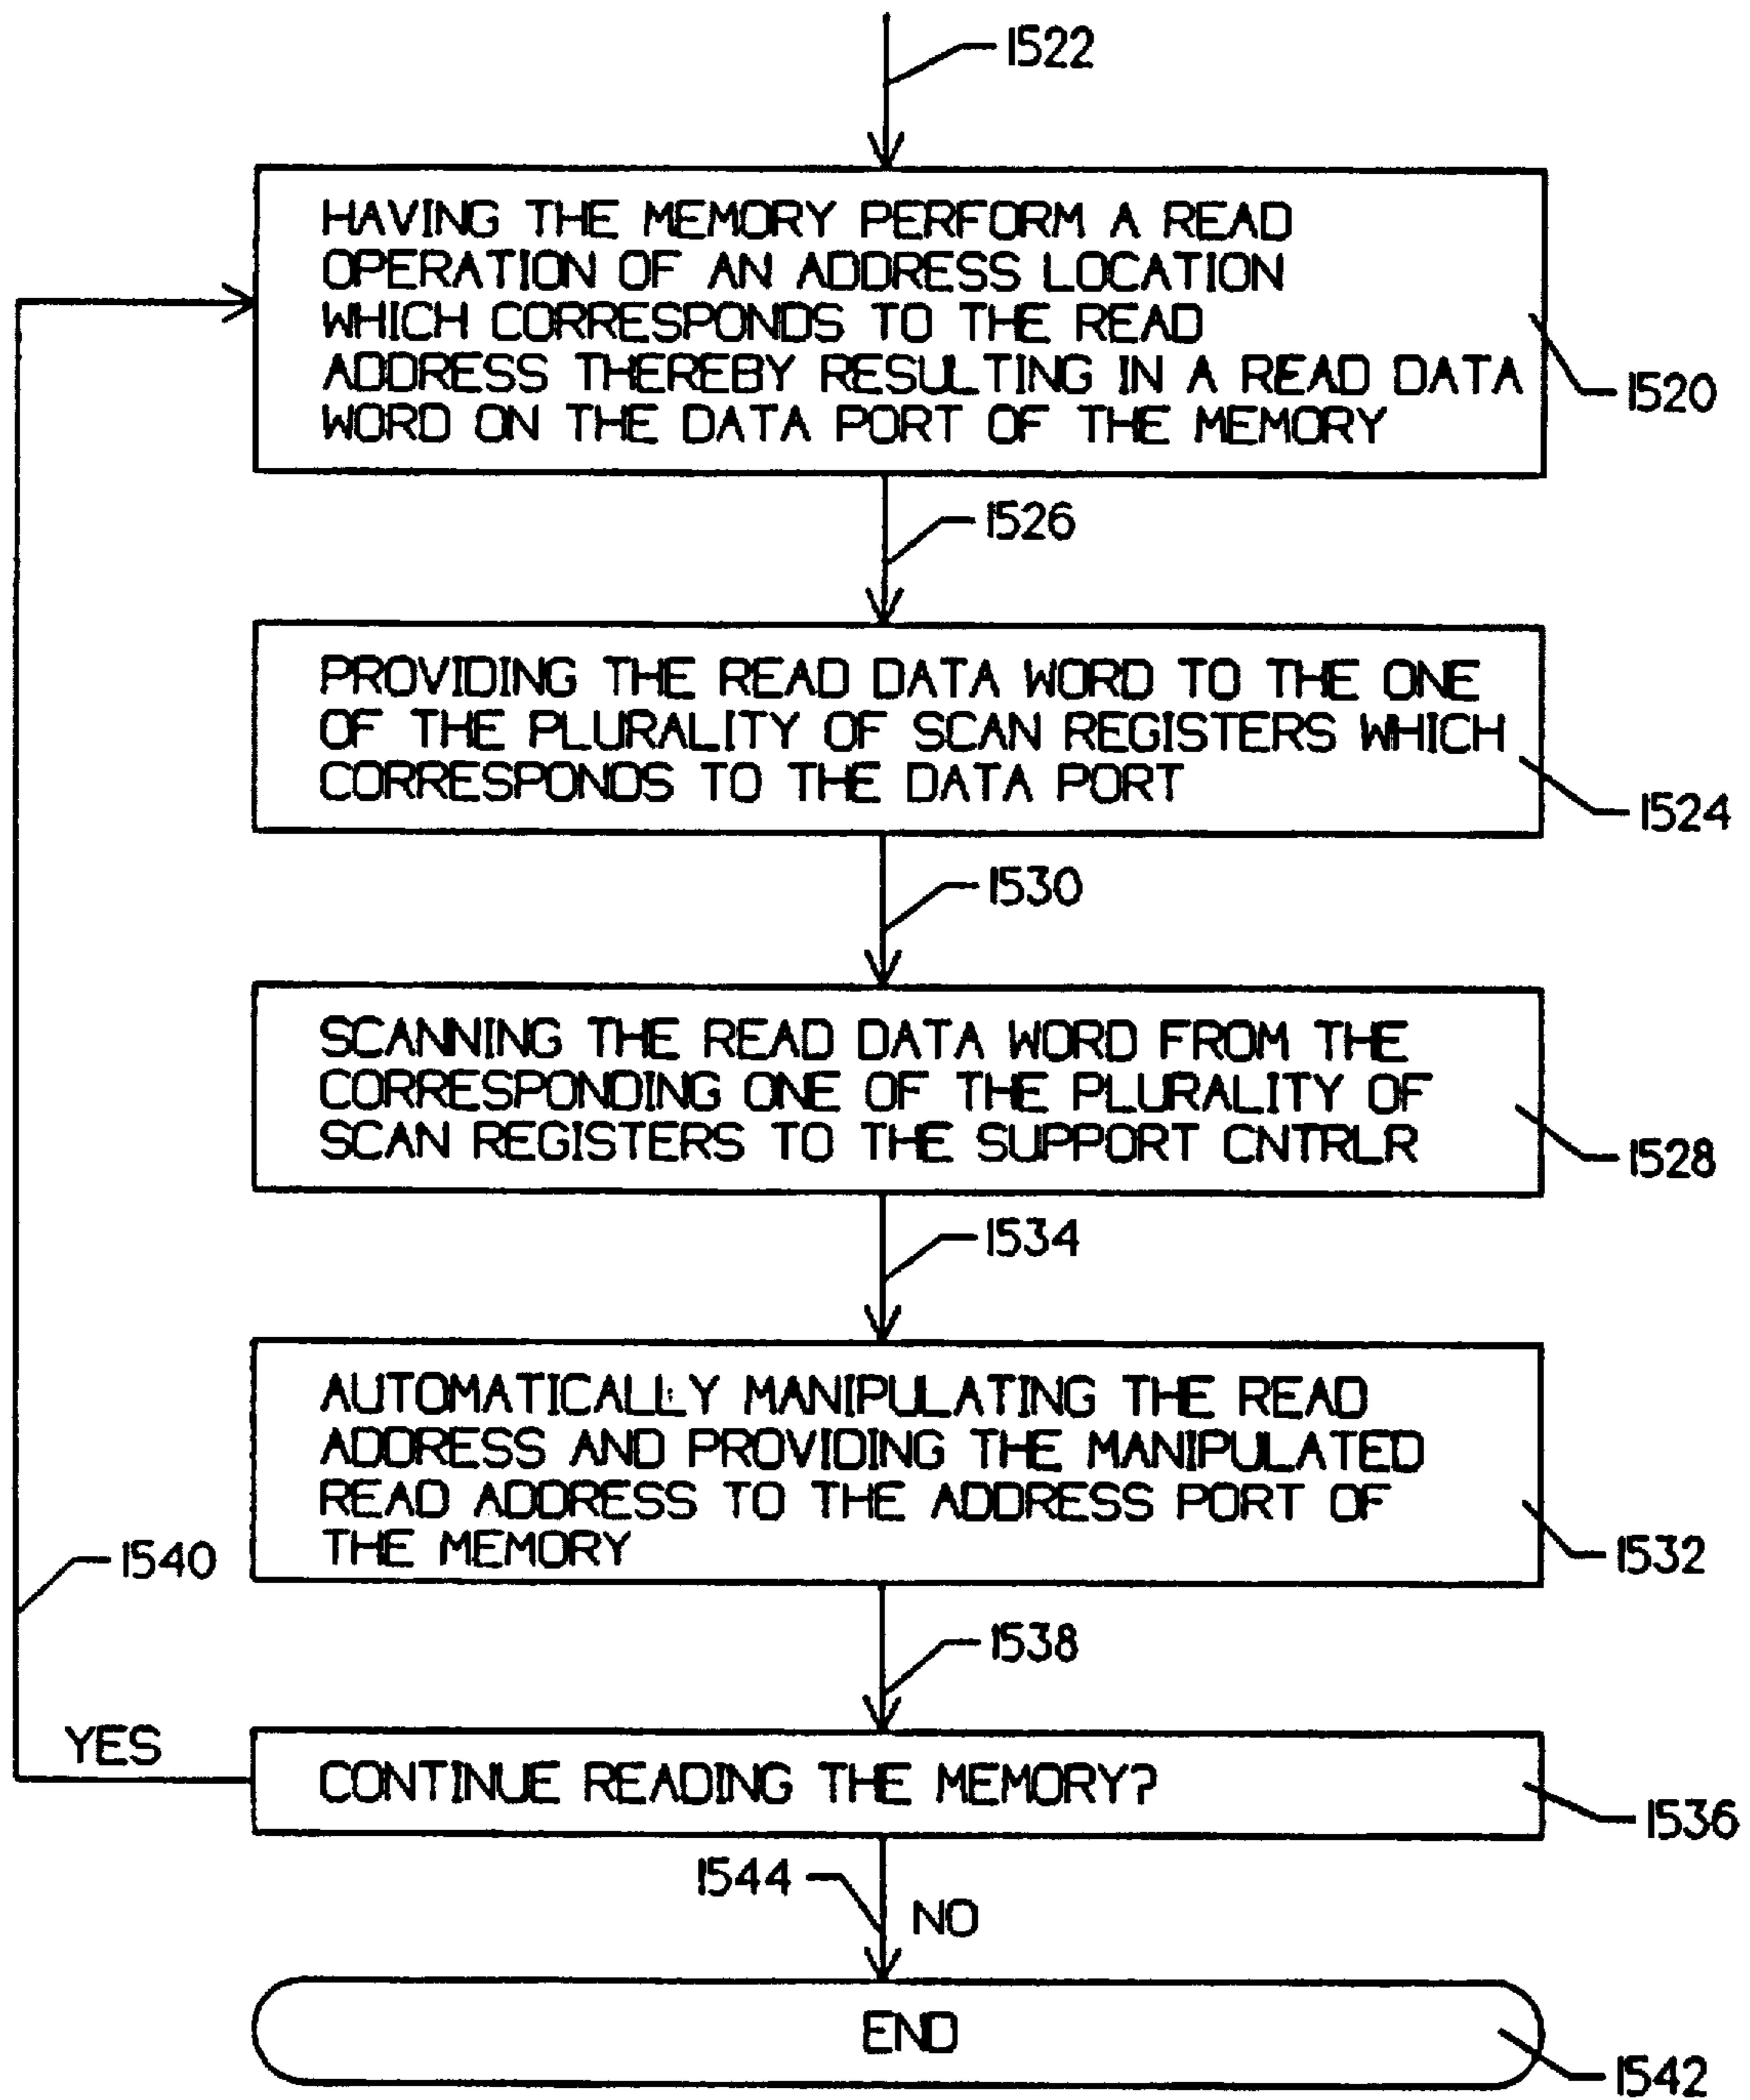 1522
HAVING THE MEMORY PERFORM A READ
OPERATION OF AN ADDRESS LOCATION
WHICH CORRESPONDS TO THE READ
ADDRESS THEREBY RESULTING IN A READ DATA
WORD ON THE DATA PORT OF THE MEMORY
1520
1526
PROVIDING THE READ DATA WORD TO THE ONE
OF THE PLURALITY OF SCAN REGISTERS WHICH
CORRESPONDS TO THE DATA PORT
1524
1530
SCANNING THE READ DATA WORD FROM THE
CORRESPONDING ONE OF THE PLURALITY OF
SCAN REGISTERS TO THE SUPPORT CNTRLR
1528
1534
AUTOMATICALLY MANIPULATING THE READ
ADDRESS AND PROVIDING THE MANIPULATED
READ ADDRESS TO THE ADDRESS PORT OF
THE MEMORY
1532
1540
1538
YES
CONTINUE READING THE MEMORY?
1536
1544
NO
END
1542